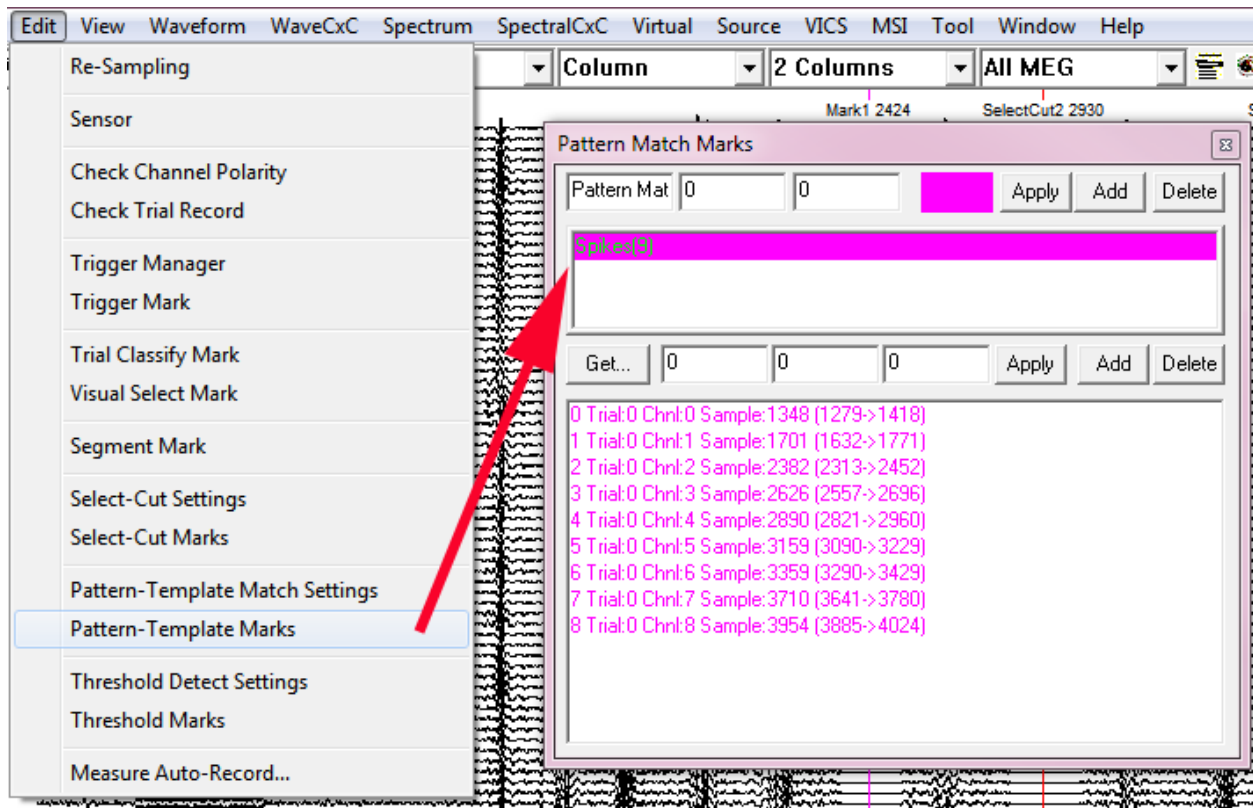 Edit View Waveform WaveCxC Spectrum SpectralCxC Virtual Source VICS MSI Tool Window Help
Column 2 Columns All MEG
Mark1 2424 SelectCut2 2930
Re-Sampling
Sensor
Check Channel Polarity
Check Trial Record
Trigger Manager
Trigger Mark
Trial Classify Mark
Visual Select Mark
Segment Mark
Select-Cut Settings
Select-Cut Marks
Pattern-Template Match Settings
Pattern-Template Marks
Threshold Detect Settings
Threshold Marks
Measure Auto-Record...
Pattern Match Marks
Pattern Mat 0 0 Apply Add Delete
Spikes(9)
Get... 0 0 0 Apply Add Delete
0 Trial:0 Chnl:0 Sample:1348 (1279->1418)
1 Trial:0 Chnl:1 Sample:1701 (1632->1771)
2 Trial:0 Chnl:2 Sample:2382 (2313->2452)
3 Trial:0 Chnl:3 Sample:2626 (2557->2696)
4 Trial:0 Chnl:4 Sample:2890 (2821->2960)
5 Trial:0 Chnl:5 Sample:3159 (3090->3229)
6 Trial:0 Chnl:6 Sample:3359 (3290->3429)
7 Trial:0 Chnl:7 Sample:3710 (3641->3780)
8 Trial:0 Chnl:8 Sample:3954 (3885->4024)